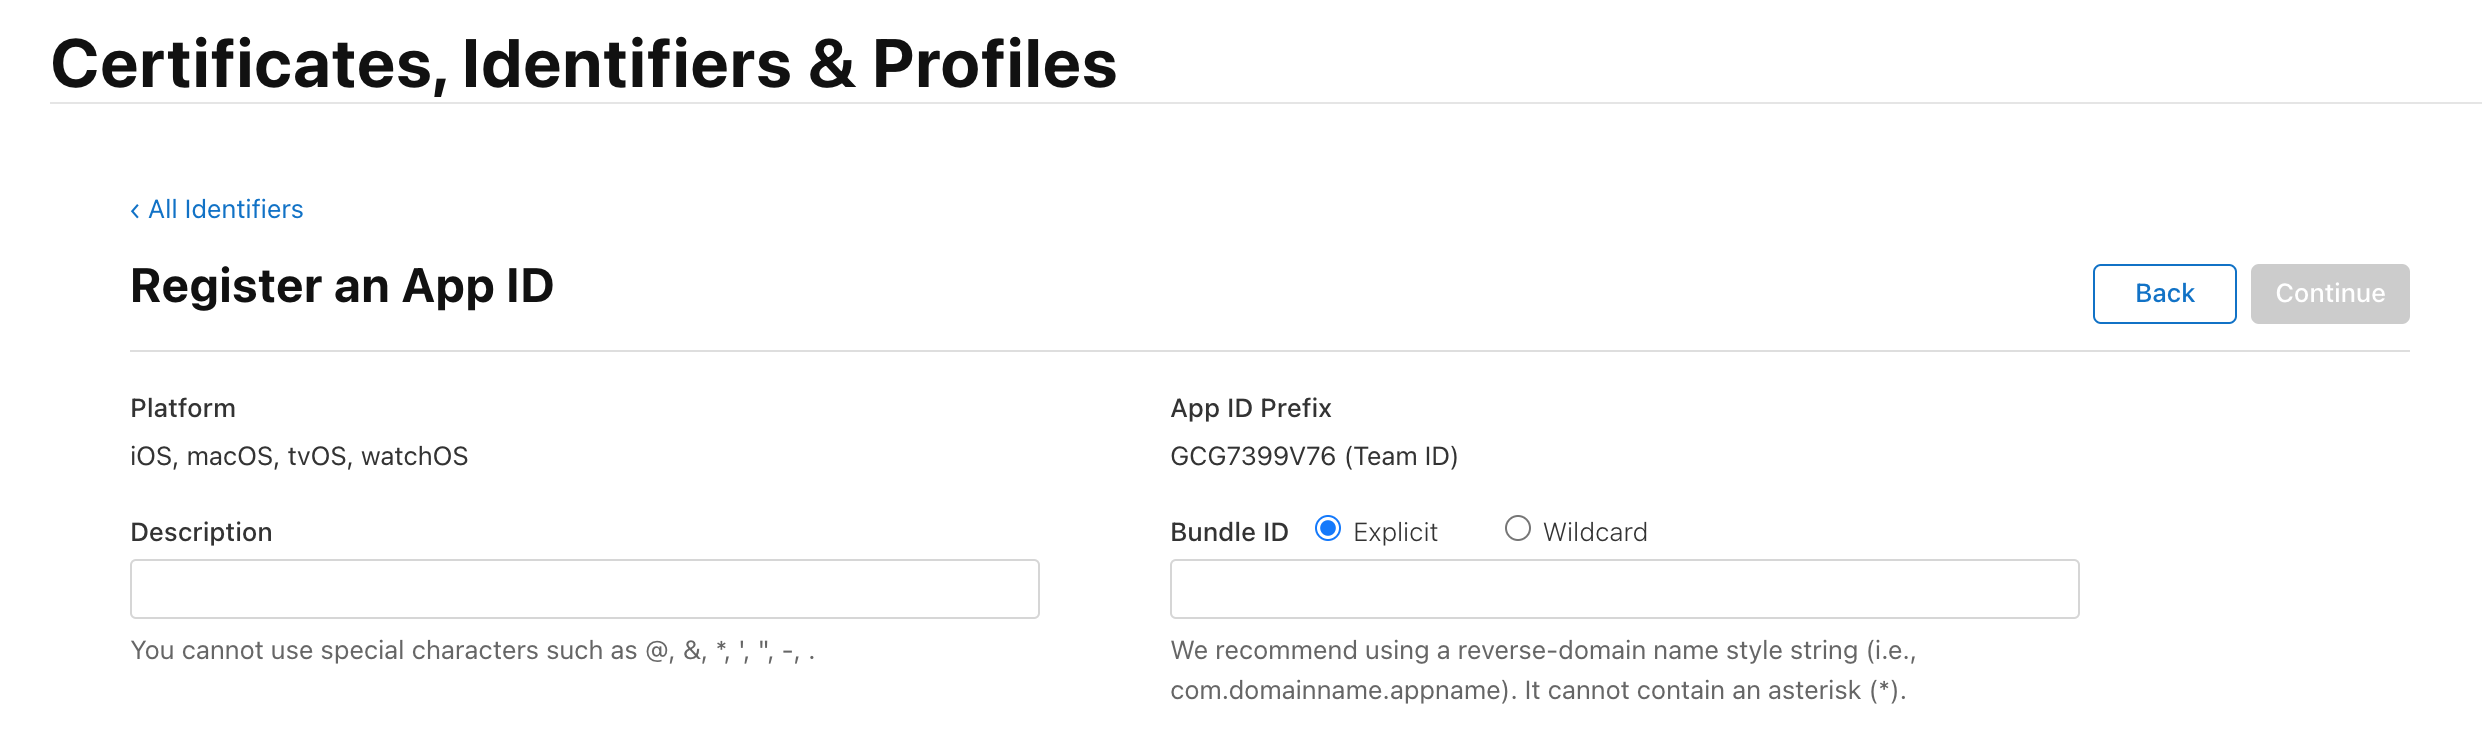 Certificates, Identifiers & Profiles
‹ All Identifiers
Register an App ID
Back
Continue
Platform
iOS, macOS, tvOS, watchOS
App ID Prefix
GCG7399V76 (Team ID)
Description
You cannot use special characters such as @, &, *, ', ", -, .
Bundle ID Explicit Wildcard
We recommend using a reverse-domain name style string (i.e.,
com.domainname.appname). It cannot contain an asterisk (*).